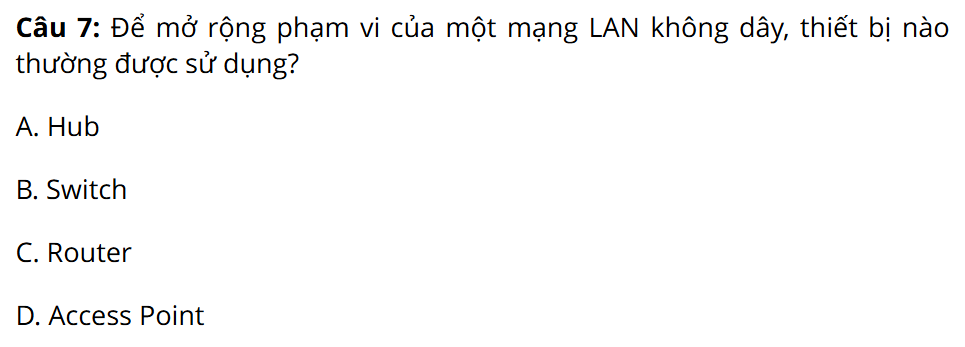 Câu 7: Để mở rộng phạm vi của một mạng LAN không dây, thiết bị nào
thường được sử dụng?
A. Hub
B. Switch
C. Router
D. Access Point